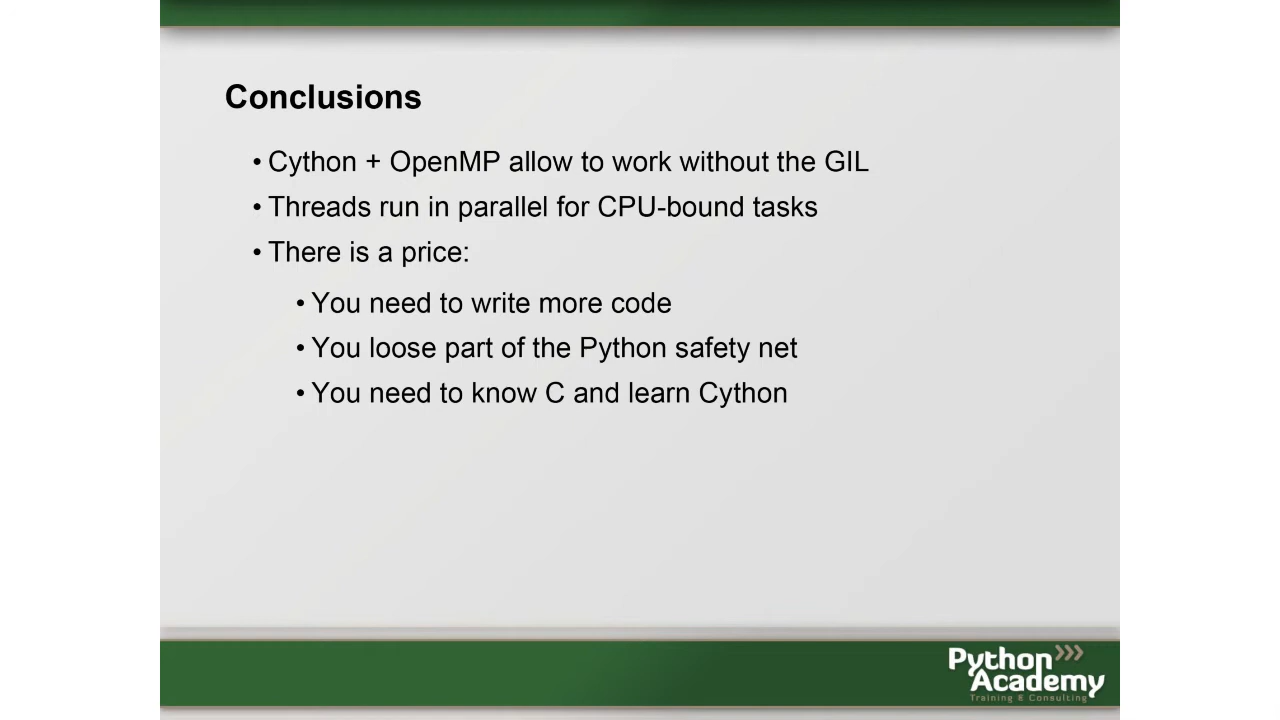 Conclusions
• Cython + OpenMP allow to work without the GIL
• Threads run in parallel for CPU-bound tasks
• There is a price:
• You need to write more code
• You loose part of the Python safety net
• You need to know C and learn Cython
Python
Academy
Training & Consulting